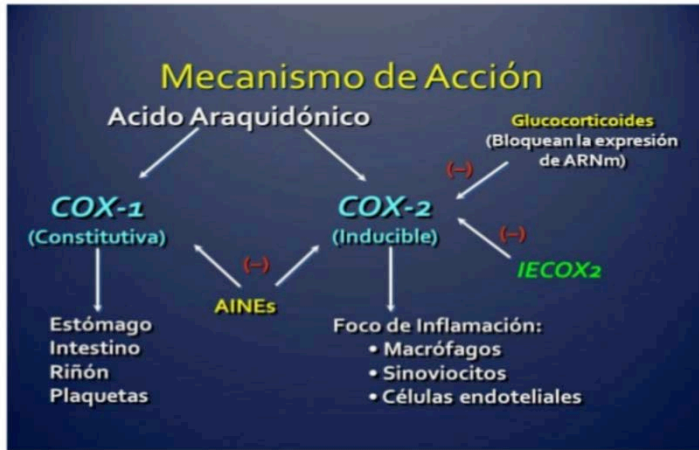 Mecanismo de Acción
Acido Araquidónico
Glucocorticoides
(Bloquean la expresión
de ARNm)
(–)
COX-1
(Constitutiva)
COX-2
(Inducible)
(–)
(–)
IECOX2
AINEs
Estómago
Intestino
Riñón
Plaquetas
Foco de Inflamación:
• Macrófagos
• Sinoviocitos
• Células endoteliales